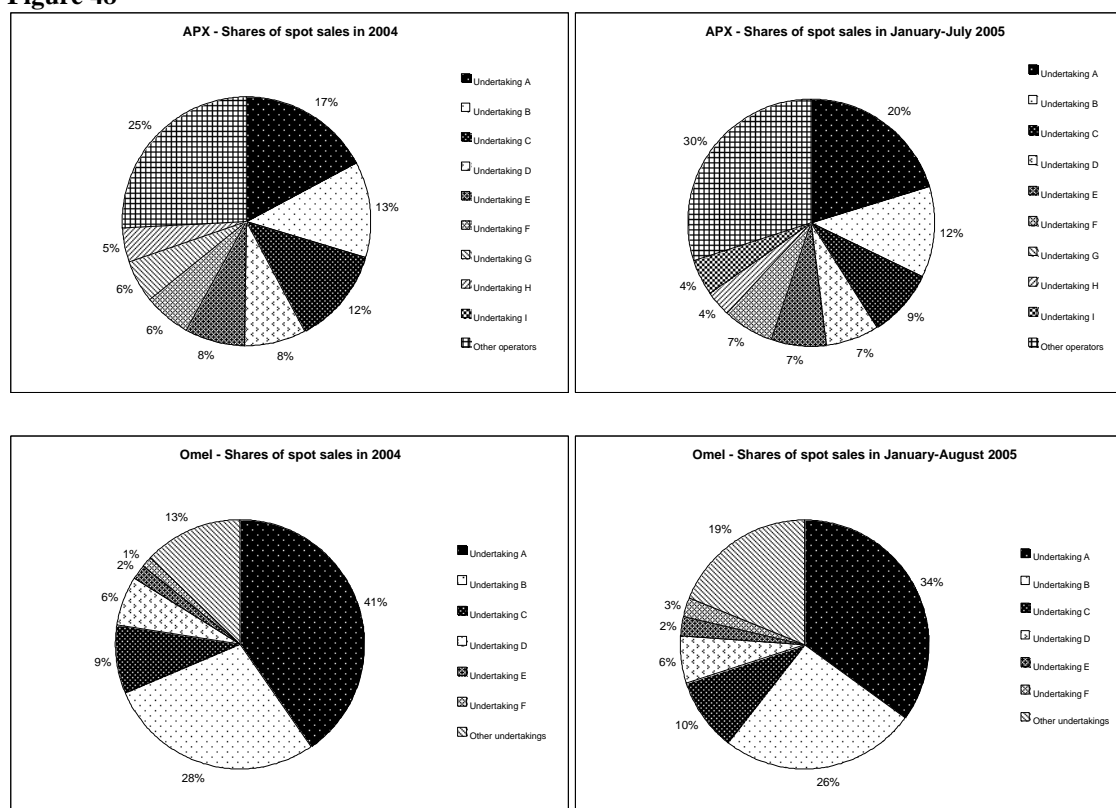 APX - Shares of spot sales in 2004
17%
13%
12%
8%
8%
6%
6%
5%
25%
Undertaking A
Undertaking B
Undertaking C
Undertaking D
Undertaking E
Undertaking F
Undertaking G
Undertaking H
Undertaking I
Other operators
APX - Shares of spot sales in January-July 2005
20%
12%
9%
7%
7%
7%
4%
4%
30%
Undertaking A
Undertaking B
Undertaking C
Undertaking D
Undertaking E
Undertaking F
Undertaking G
Undertaking H
Undertaking I
Other operators
Omel - Shares of spot sales in 2004
41%
28%
9%
6%
2%
1%
13%
Undertaking A
Undertaking B
Undertaking C
Undertaking D
Undertaking E
Undertaking F
Other undertakings
Omel - Shares of spot sales in January-August 2005
34%
26%
10%
6%
2%
3%
19%
Undertaking A
Undertaking B
Undertaking C
Undertaking D
Undertaking E
Undertaking F
Other undertakings